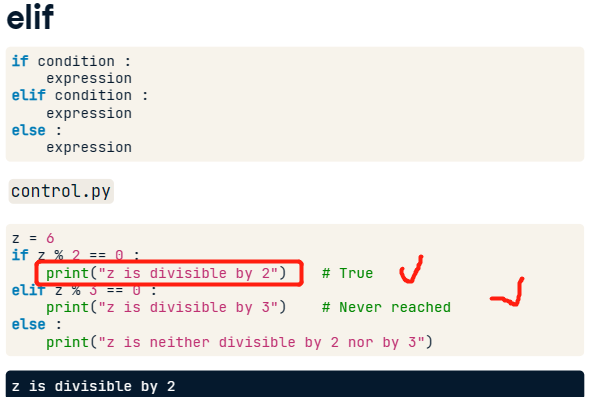 elif
if condition :
    expression
elif condition :
    expression
else :
    expression
control.py
z = 6
if z % 2 == 0 :
    print("z is divisible by 2")    # True
elif z % 3 == 0 :
    print("z is divisible by 3")    # Never reached
else :
    print("z is neither divisible by 2 nor by 3")
z is divisible by 2